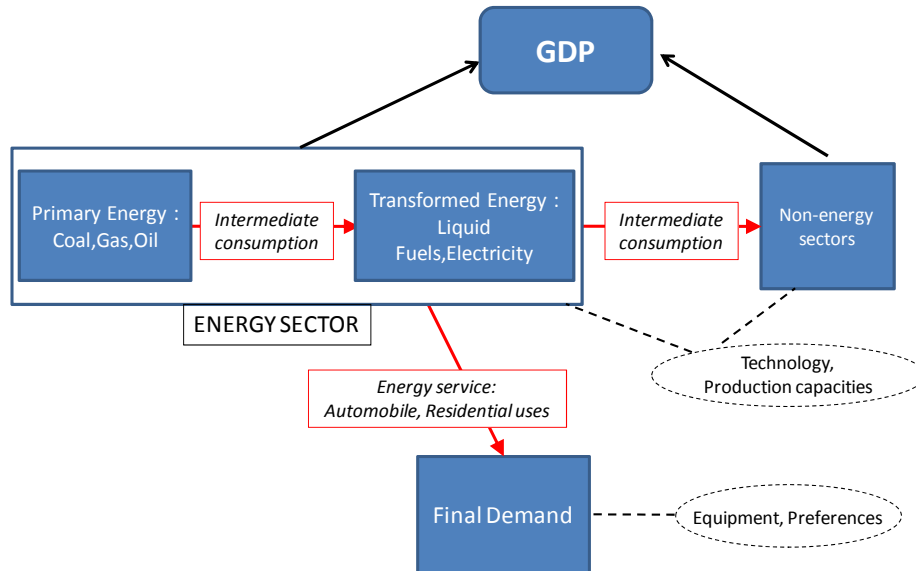 GDP
Primary Energy :
Coal,Gas,Oil
Intermediate
consumption
Transformed Energy :
Liquid
Fuels,Electricity
Intermediate
consumption
Non-energy
sectors
ENERGY SECTOR
Technology,
Production capacities
Energy service:
Automobile, Residential uses
Final Demand
Equipment, Preferences